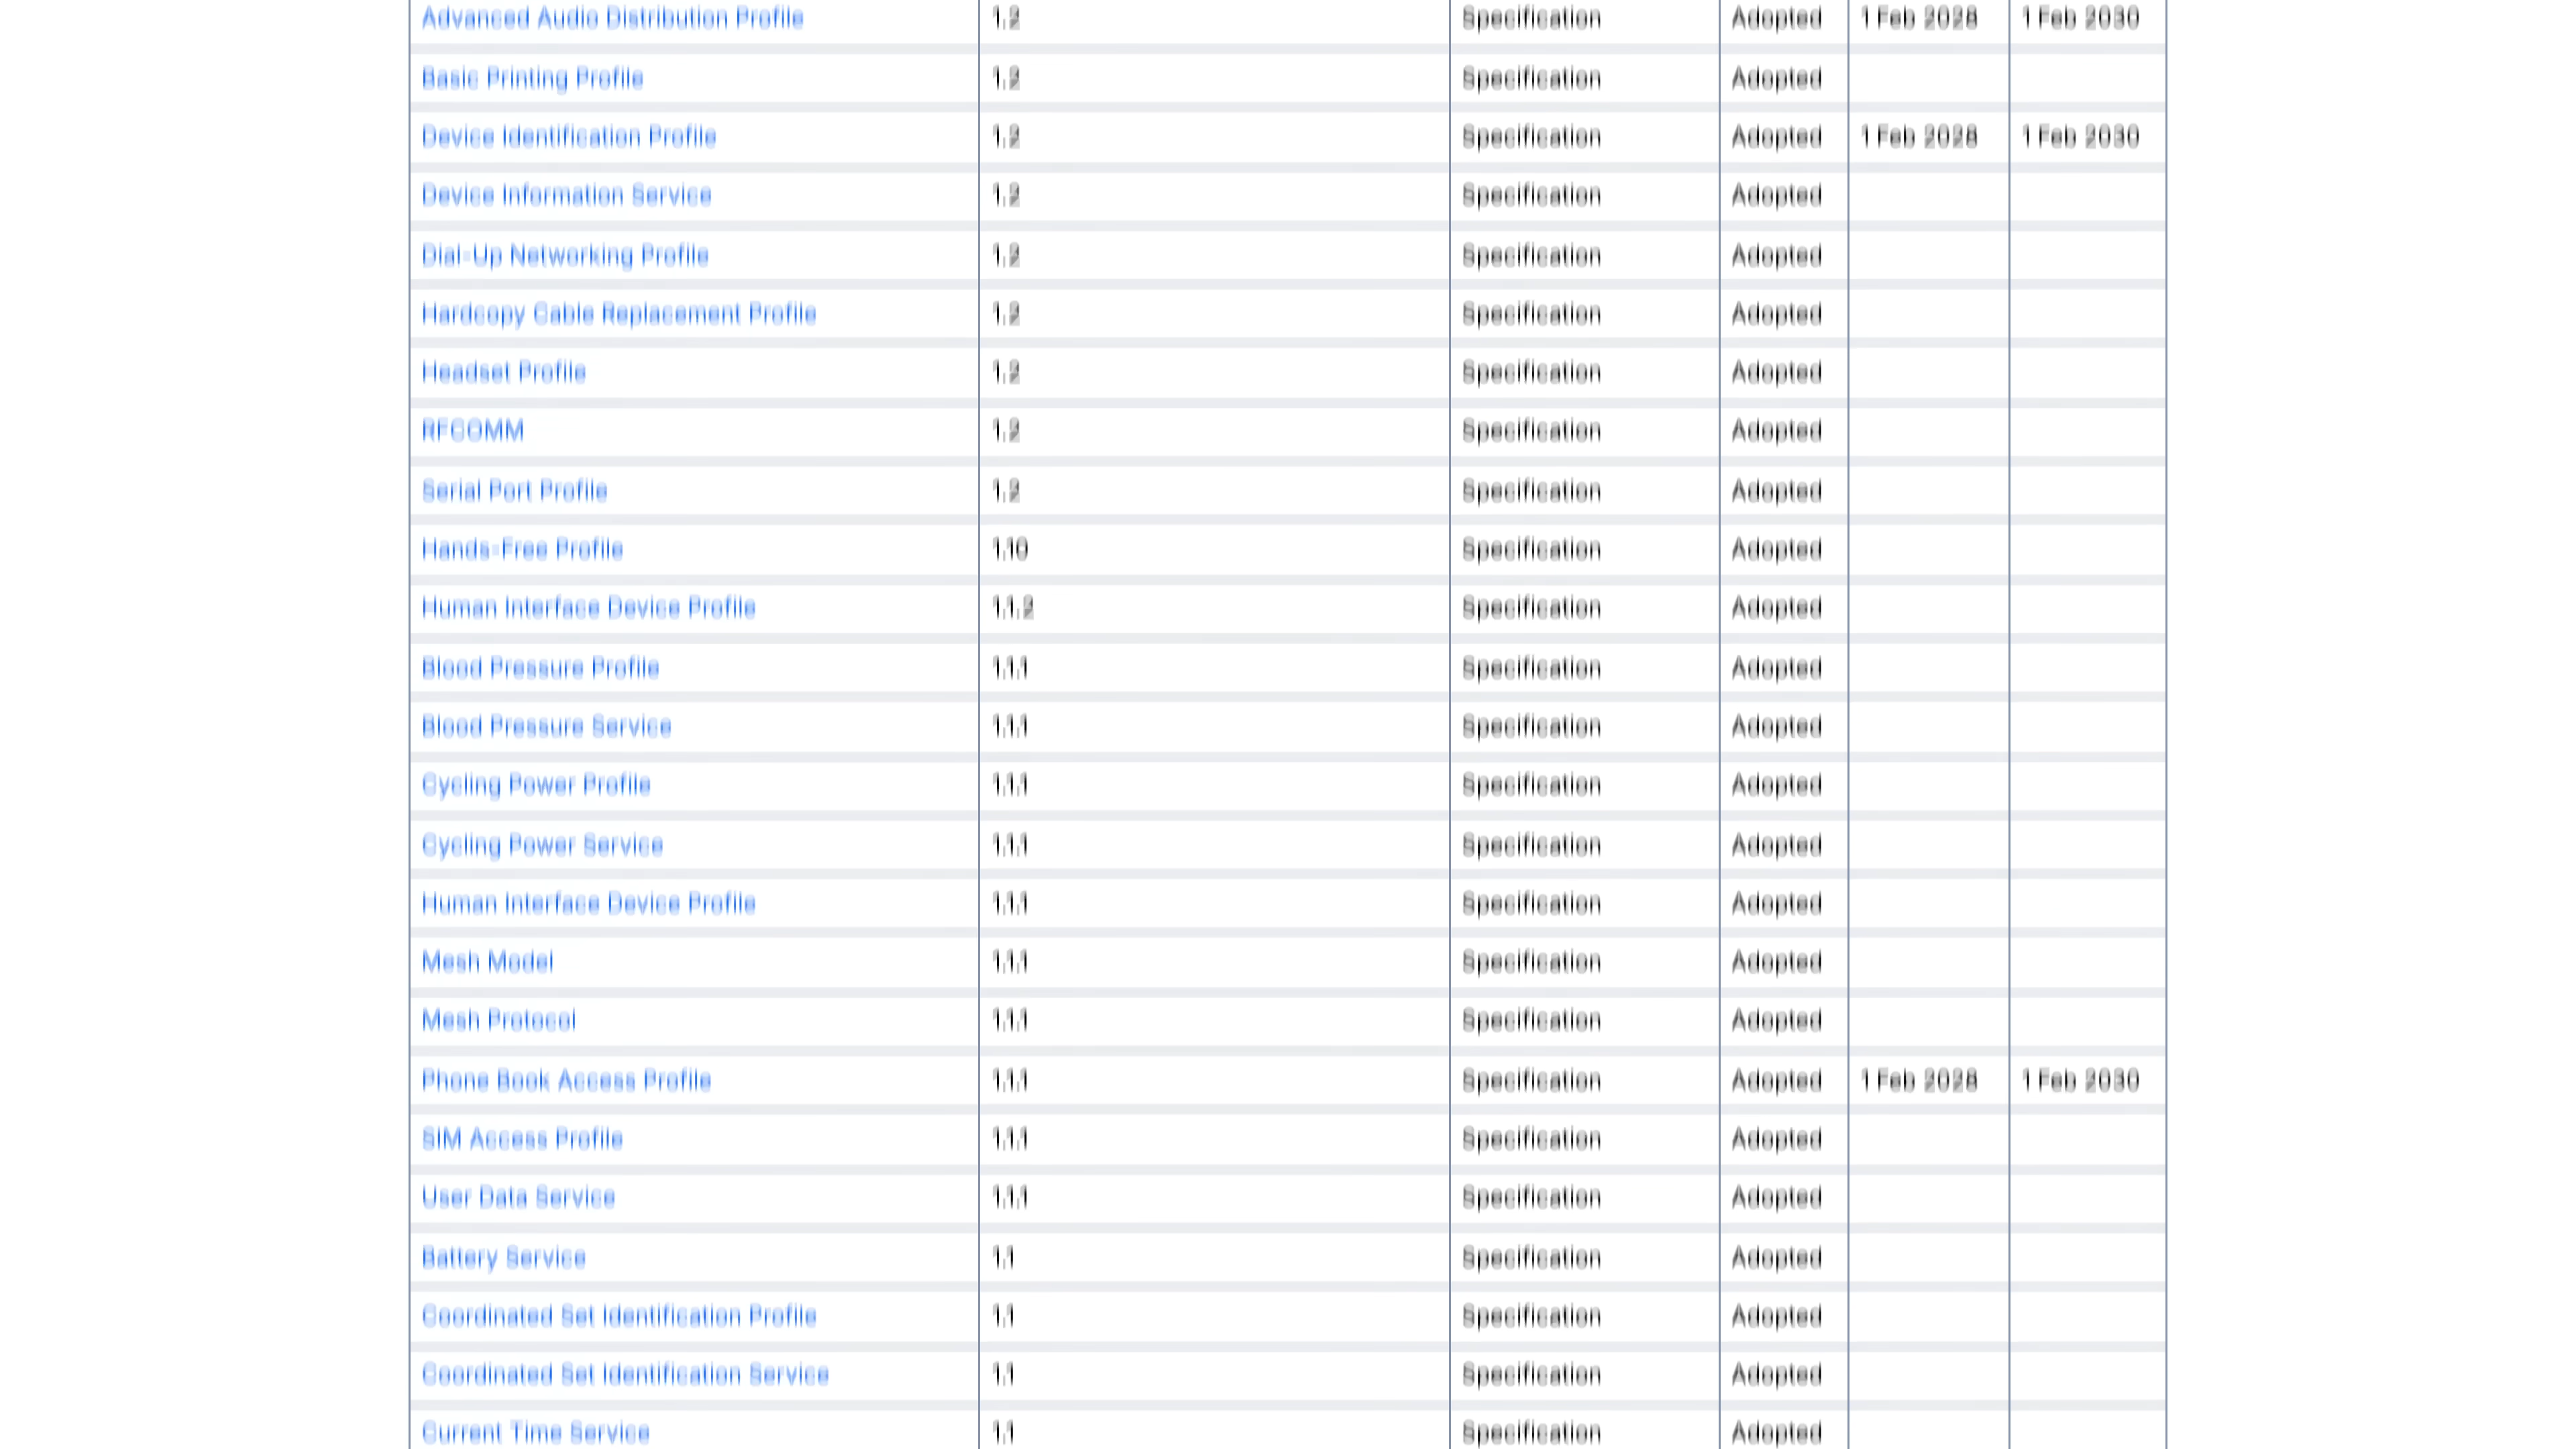 Advanced Audio Distribution Profile 1.2 Specification Adopted 1 Feb 2028 1 Feb 2030
Basic Printing Profile 1.2 Specification Adopted
Device Identification Profile 1.2 Specification Adopted 1 Feb 2028 1 Feb 2030
Device Information Service 1.2 Specification Adopted
Dial-Up Networking Profile 1.2 Specification Adopted
Hardcopy Cable Replacement Profile 1.2 Specification Adopted
Headset Profile 1.2 Specification Adopted
RFCOMM 1.2 Specification Adopted
Serial Port Profile 1.2 Specification Adopted
Hands-Free Profile 1.10 Specification Adopted
Human Interface Device Profile 1.1.2 Specification Adopted
Blood Pressure Profile 1.1.1 Specification Adopted
Blood Pressure Service 1.1.1 Specification Adopted
Cycling Power Profile 1.1.1 Specification Adopted
Cycling Power Service 1.1.1 Specification Adopted
Human Interface Device Profile 1.1.1 Specification Adopted
Mesh Model 1.1.1 Specification Adopted
Mesh Protocol 1.1.1 Specification Adopted
Phone Book Access Profile 1.1.1 Specification Adopted 1 Feb 2028 1 Feb 2030
SIM Access Profile 1.1.1 Specification Adopted
User Data Service 1.1.1 Specification Adopted
Battery Service 1.1 Specification Adopted
Coordinated Set Identification Profile 1.1 Specification Adopted
Coordinated Set Identification Service 1.1 Specification Adopted
Current Time Service 1.1 Specification Adopted